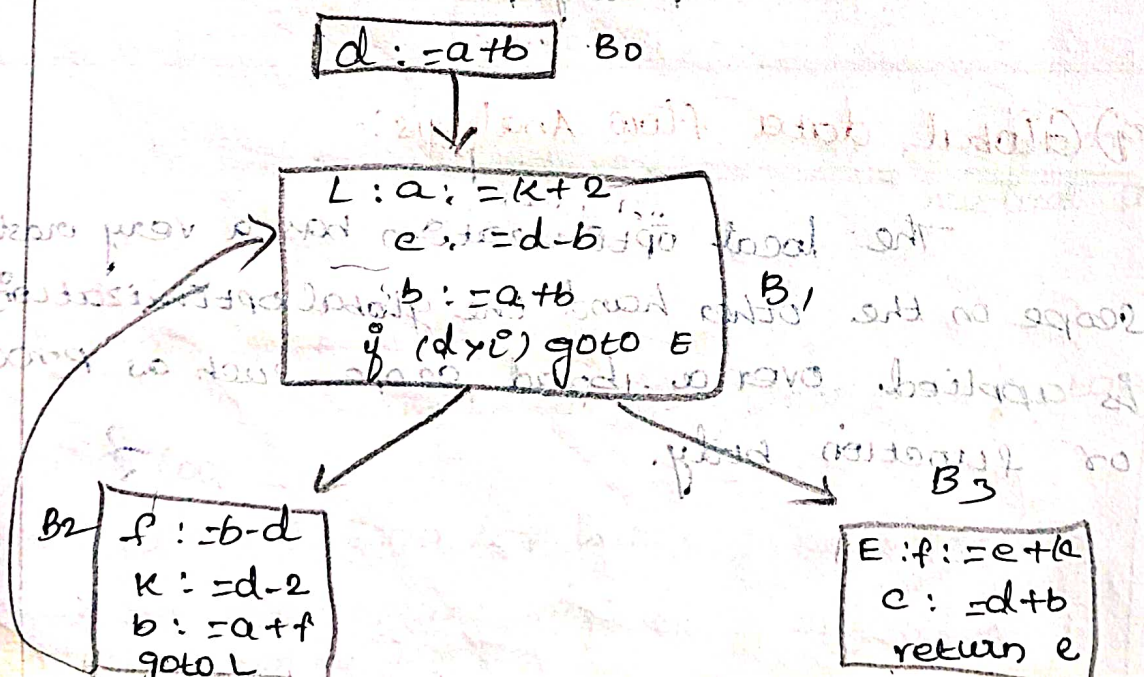 d : =a+b B0
L : a : = K+2
e : =d-b
b : =a+b
if (d>i) goto E
B1
B2
f : =b-d
K : =d-2
b : =a+f
goto L
B3
E : f : =e+k
c : =d+b
return e